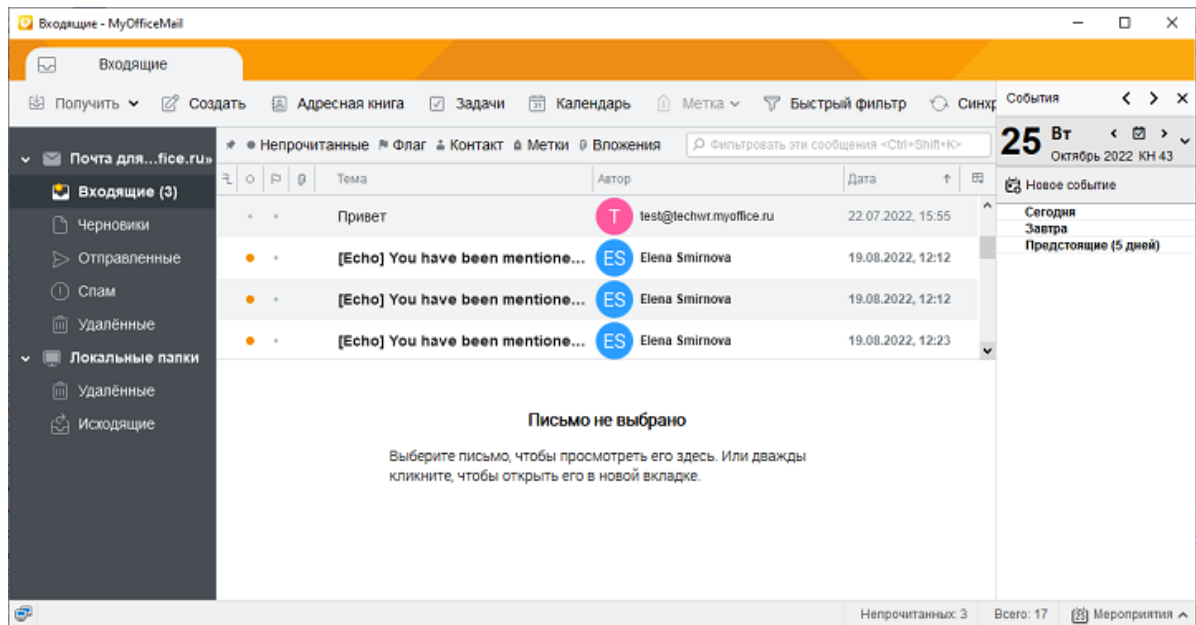 Входящие - MyOfficeMail
Входящие
Получить Создать Адресная книга Задачи 31 Календарь Метка Быстрый фильтр Синхр
События
Непрочитанные Флаг Контакт Метки Вложения Фильтровать эти сообщения <Ctrl+Shift+K>
25 Вт
Октябрь 2022 КН 43
Новое событие
Сегодня
Завтра
Предстоящие (5 дней)
Почта для...fice.ru»
Входящие (3)
Черновики
Отправленные
Спам
Удалённые
Локальные папки
Удалённые
Исходящие
Тема Автор Дата
Привет T test@techwr.myoffice.ru 22.07.2022, 15:55
[Echo] You have been mentione... ES Elena Smirnova 19.08.2022, 12:12
[Echo] You have been mentione... ES Elena Smirnova 19.08.2022, 12:12
[Echo] You have been mentione... ES Elena Smirnova 19.08.2022, 12:23
Письмо не выбрано
Выберите письмо, чтобы просмотреть его здесь. Или дважды
кликните, чтобы открыть его в новой вкладке.
Непрочитанных: 3 Всего: 17 Мероприятия